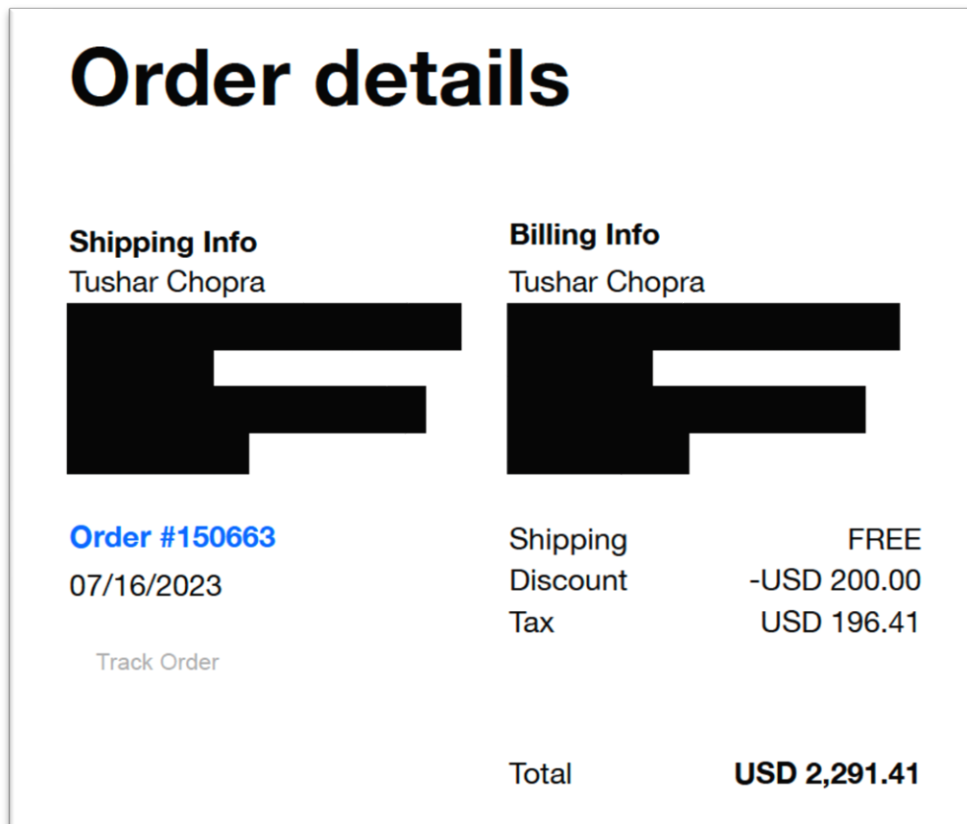 Order details
Shipping Info
Tushar Chopra
Billing Info
Tushar Chopra
Order #150663
07/16/2023
Track Order
Shipping FREE
Discount -USD 200.00
Tax USD 196.41
Total USD 2,291.41